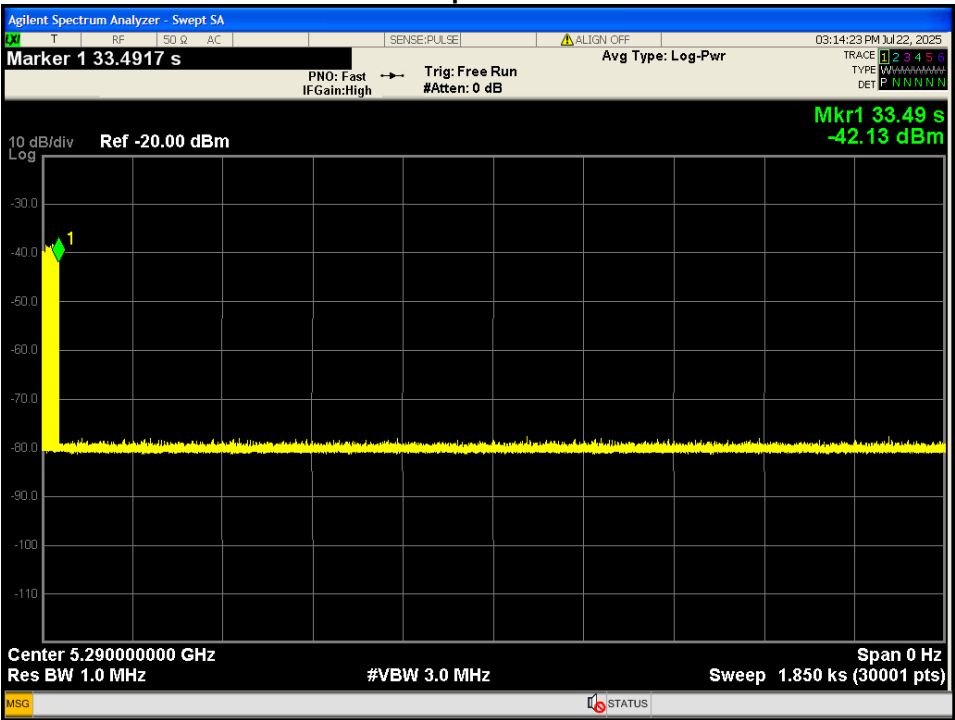 Agilent Spectrum Analyzer - Swept SA
LXI T RF 50 Ω AC SENSE:PULSE ALIGN OFF 03:14:23 PM Jul 22, 2025
Marker 1 33.4917 s
PNO: Fast
IFGain:High
Trig: Free Run
#Atten: 0 dB
Avg Type: Log-Pwr
TRACE 1 2 3 4 5 6
TYPE W
DET P N N N N N
Mkr1 33.49 s
-42.13 dBm
10 dB/div Ref -20.00 dBm
Log
-30.0
1
-40.0
-50.0
-60.0
-70.0
-80.0
-90.0
-100
-110
Center 5.290000000 GHz Span 0 Hz
Res BW 1.0 MHz #VBW 3.0 MHz Sweep 1.850 ks (30001 pts)
MSG STATUS